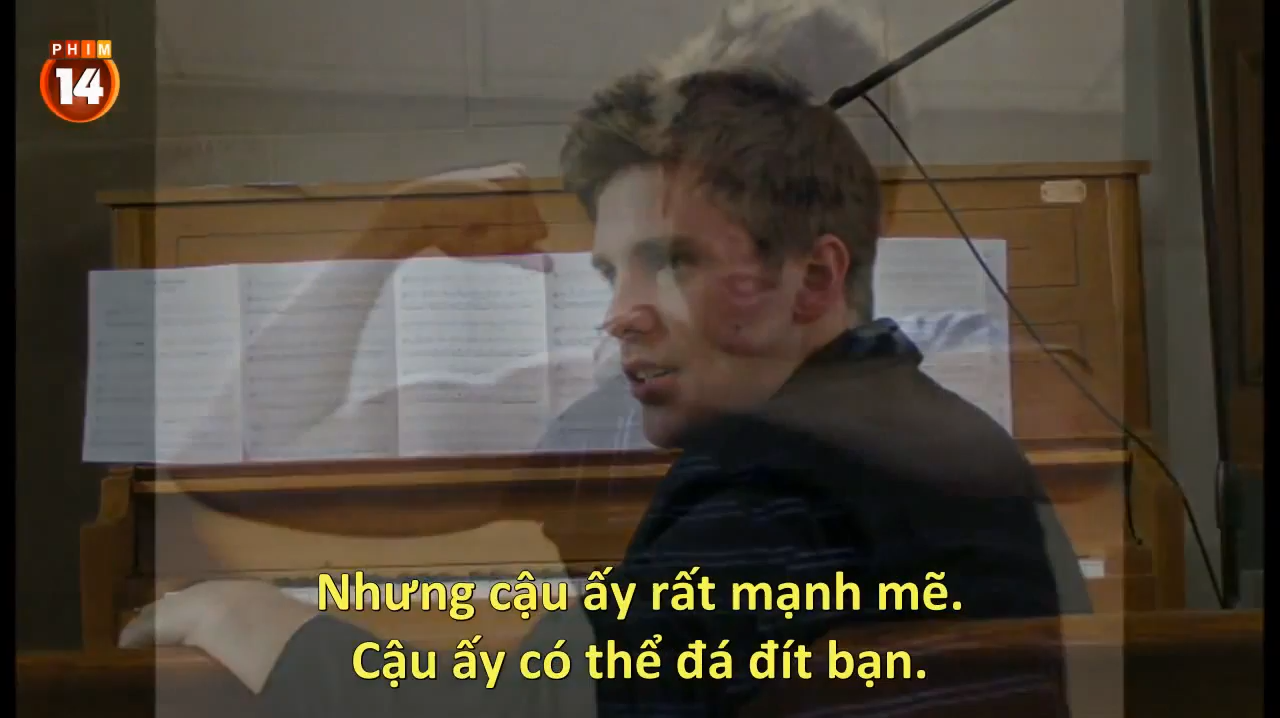 PHIM
14
Nhưng cậu ấy rất mạnh mẽ.
Cậu ấy có thể đá đít bạn.